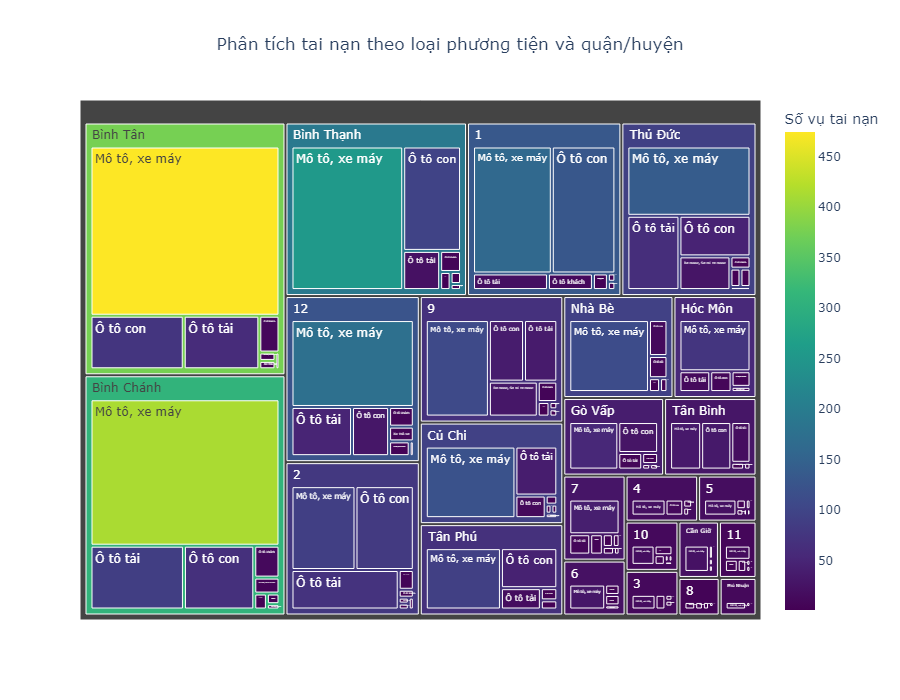 Phân tích tai nạn theo loại phương tiện và quận/huyện
Bình Tân
Mô tô, xe máy
Ô tô con
Ô tô tải
Bình Chánh
Mô tô, xe máy
Ô tô tải
Ô tô con
Bình Thạnh
Mô tô, xe máy
Ô tô con
Ô tô tải
1
Mô tô, xe máy
Ô tô con
Ô tô tải
Ô tô khách
Thủ Đức
Mô tô, xe máy
Ô tô tải
Ô tô con
12
Mô tô, xe máy
Ô tô tải
Ô tô con
2
Mô tô, xe máy
Ô tô con
Ô tô tải
9
Mô tô, xe máy
Ô tô con
Ô tô tải
Củ Chi
Mô tô, xe máy
Ô tô tải
Ô tô con
Tân Phú
Mô tô, xe máy
Ô tô con
Ô tô tải
Nhà Bè
Mô tô, xe máy
Hóc Môn
Mô tô, xe máy
Ô tô tải
Gò Vấp
Mô tô, xe máy
Ô tô con
Ô tô tải
Tân Bình
Mô tô, xe máy
Ô tô con
7
Mô tô, xe máy
4
5
10
Cần Giờ
11
6
Mô tô, xe máy
3
8
Phú Nhuận
Số vụ tai nạn
450
400
350
300
250
200
150
100
50